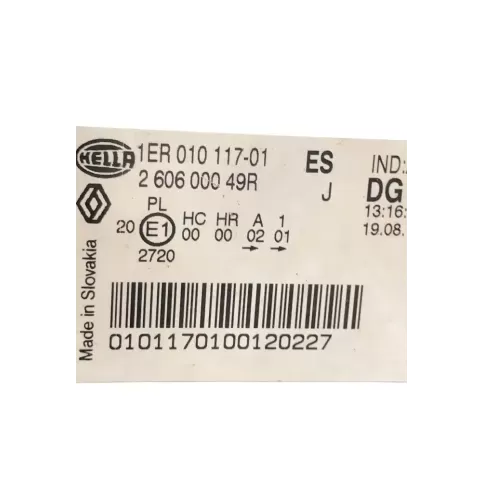 HELLA 1ER 010 117-01 ES IND:
2 606 000 49R J DG
13:16:
PL HC HR A 1 19.08.
20 E1 00 00 02 01
2720
Made in Slovakia
0101170100120227